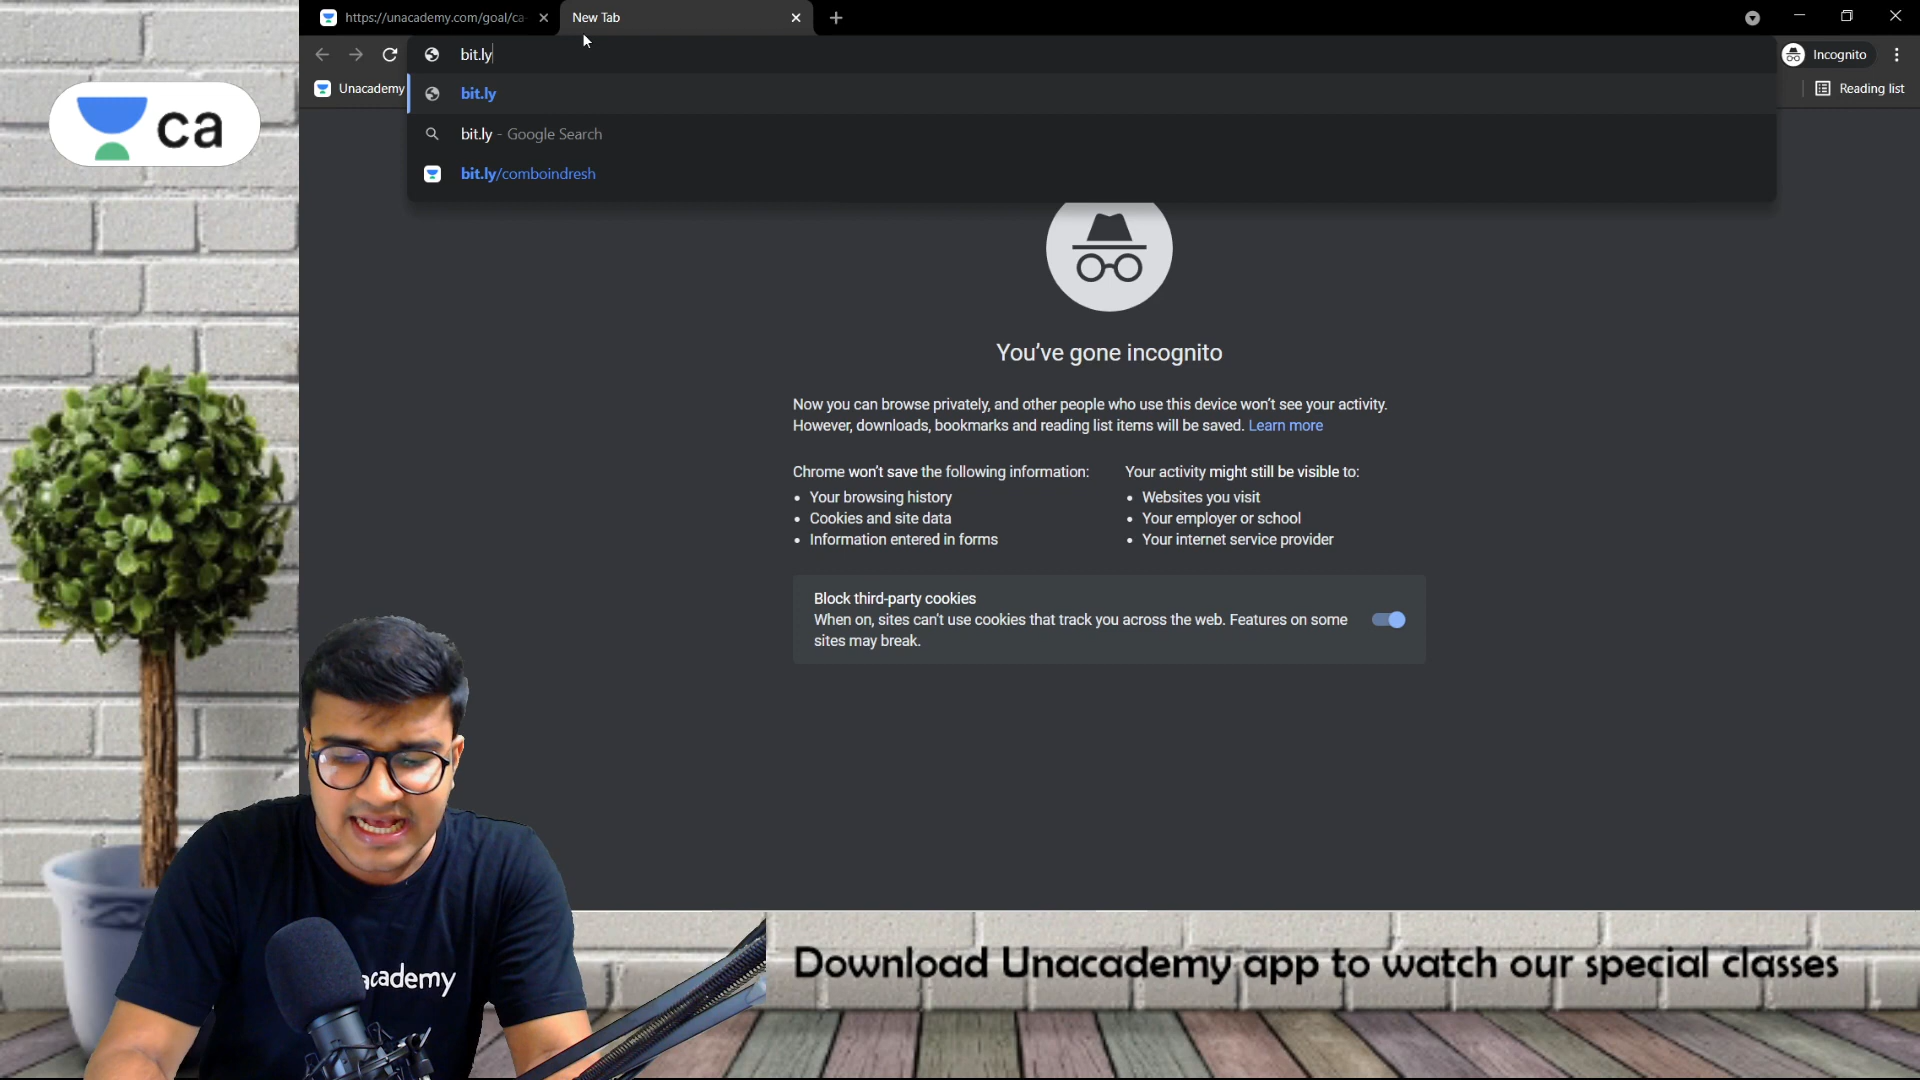 https://unacademy.com/goal/ca-
New Tab
bit.ly
Incognito
Unacademy
bit.ly
Reading list
bit.ly - Google Search
bit.ly/comboindresh
ca
You've gone incognito
Now you can browse privately, and other people who use this device won't see your activity.
However, downloads, bookmarks and reading list items will be saved. Learn more
Chrome won't save the following information:
• Your browsing history
• Cookies and site data
• Information entered in forms
Your activity might still be visible to:
• Websites you visit
• Your employer or school
• Your internet service provider
Block third-party cookies
When on, sites can't use cookies that track you across the web. Features on some
sites may break.
academy
Download Unacademy app to watch our special classes